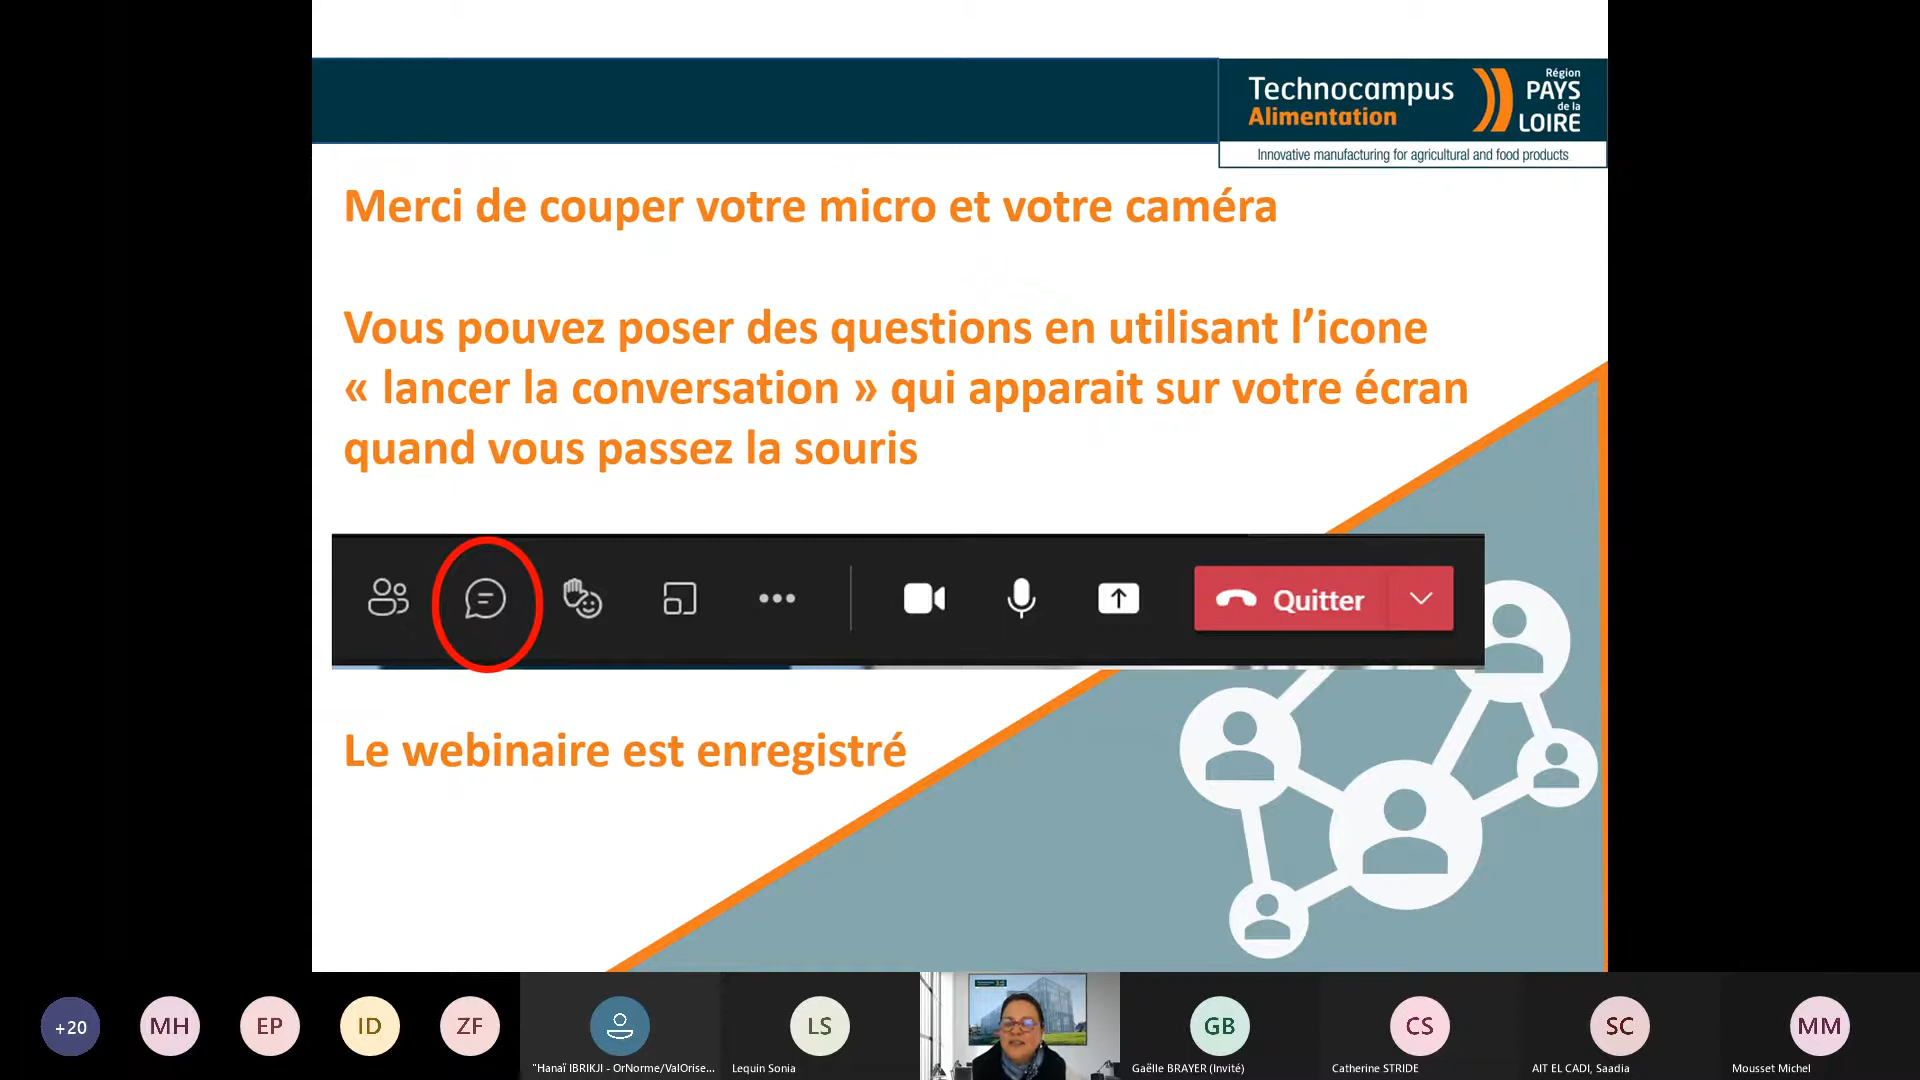 Technocampus
Alimentation
Région
PAYS
de la
LOIRE
Innovative manufacturing for agricultural and food products
Merci de couper votre micro et votre caméra
Vous pouvez poser des questions en utilisant l’icone
« lancer la conversation » qui apparait sur votre écran
quand vous passez la souris
Quitter
Le webinaire est enregistré
+20
MH
EP
ID
ZF
LS
GB
CS
SC
MM
"Hanaï IBRIKJI - OrNorme/ValOrise...
Lequin Sonia
Gaëlle BRAYER (Invité)
Catherine STRIDE
AIT EL CADI, Saadia
Mousset Michel